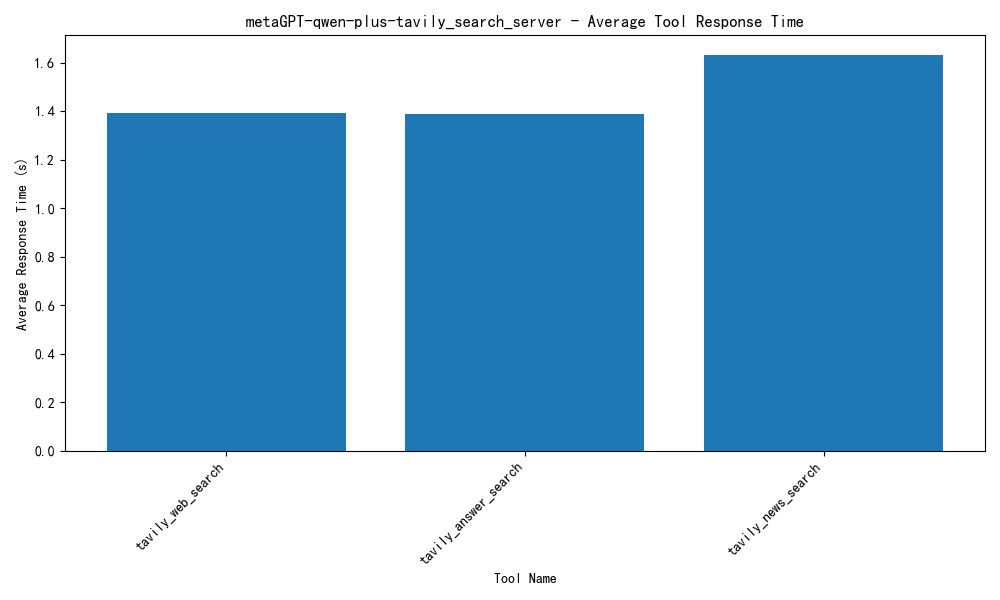 metaGPT-qwen-plus-tavily_search_server - Average Tool Response Time
Average Response Time (s)
1.6
1.4
1.2
1.0
0.8
0.6
0.4
0.2
0.0
tavily_web_search
tavily_answer_search
tavily_news_search
Tool Name